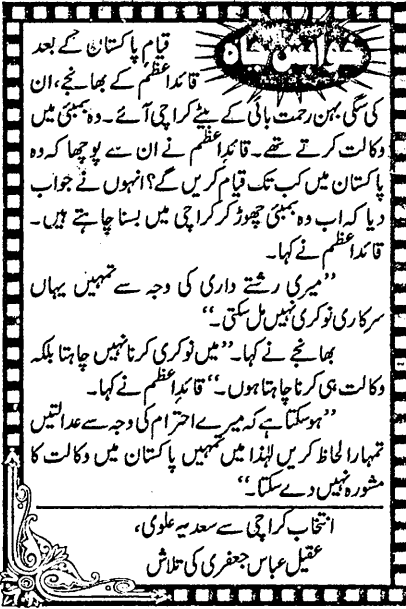 خواہش جاہ
قیام پاکستان کے بعد
قائداعظم کے بھانجے، ان
کی سگی بہن رحمت بائی کے بیٹے کراچی آئے۔ وہ بمبئی میں
وکالت کرتے تھے۔ قائداعظم نے ان سے پوچھا کہ وہ
پاکستان میں کب تک قیام کریں گے؟ انہوں نے جواب
دیا کہ اب وہ بمبئی چھوڑ کر کراچی میں بسنا چاہتے ہیں۔
قائداعظم نے کہا۔
”میری رشتے داری کی وجہ سے تمہیں یہاں
سرکاری نوکری نہیں مل سکتی۔“
بھانجے نے کہا۔ ”میں نوکری کرنا نہیں چاہتا بلکہ
وکالت ہی کرنا چاہتا ہوں۔“ قائداعظم نے کہا۔
”ہوسکتا ہے کہ میرے احترام کی وجہ سے عدالتیں
تمہارا لحاظ کریں لہٰذا میں تمہیں پاکستان میں وکالت کا
مشورہ نہیں دے سکتا۔“
انتخاب کراچی سے سعدیہ علوی،
عقیل عباس جعفری کی تلاش